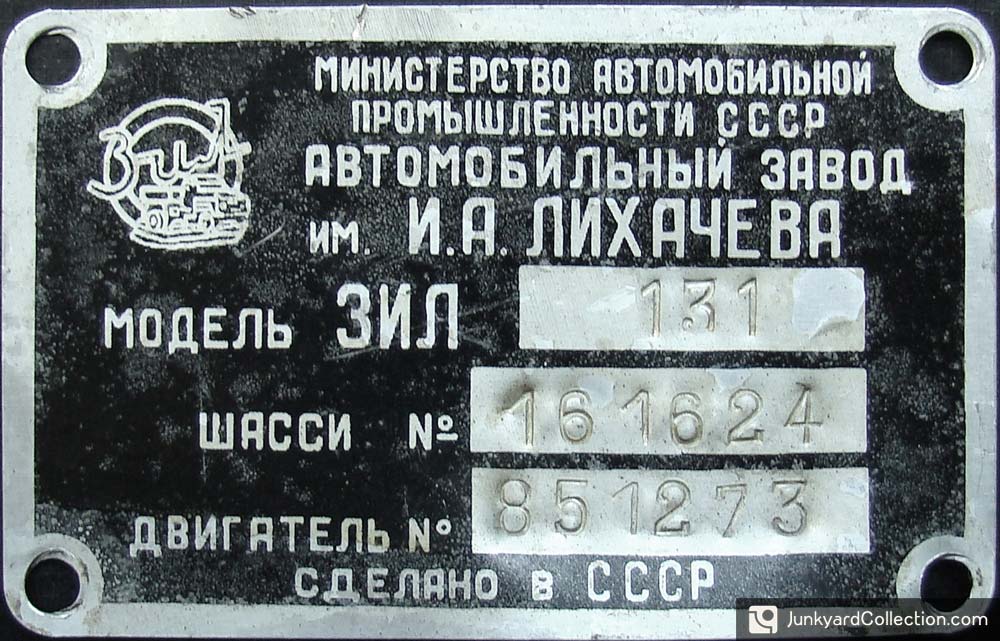 МИНИСТЕРСТВО АВТОМОБИЛЬНОЙ
ПРОМЫШЛЕННОСТИ СССР
АВТОМОБИЛЬНЫЙ ЗАВОД
ИМ. И.А. ЛИХАЧЕВА
МОДЕЛЬ ЗИЛ 131
ШАССИ № 161624
ДВИГАТЕЛЬ № 851273
СДЕЛАНО В СССР
JunkyardCollection.com